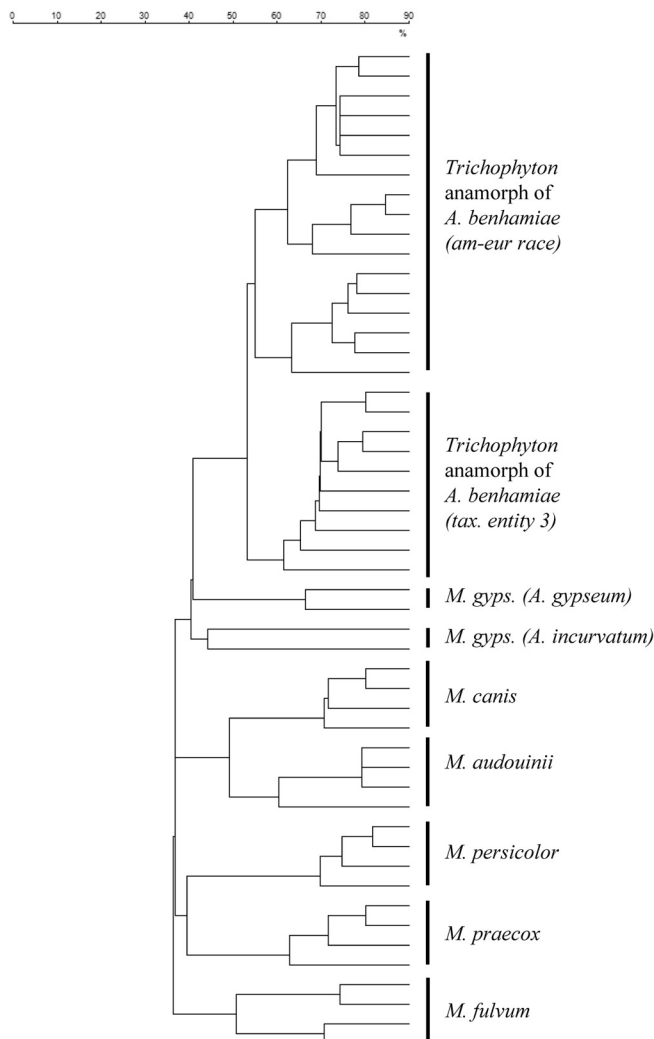 0 10 20 30 40 50 60 70 80 90
%
Trichophyton
anamorph of
A. benhamiae
(am-eur race)
Trichophyton
anamorph of
A. benhamiae
(tax. entity 3)
M. gyps. (A. gypseum)
M. gyps. (A. incurvatum)
M. canis
M. audouinii
M. persicolor
M. praecox
M. fulvum